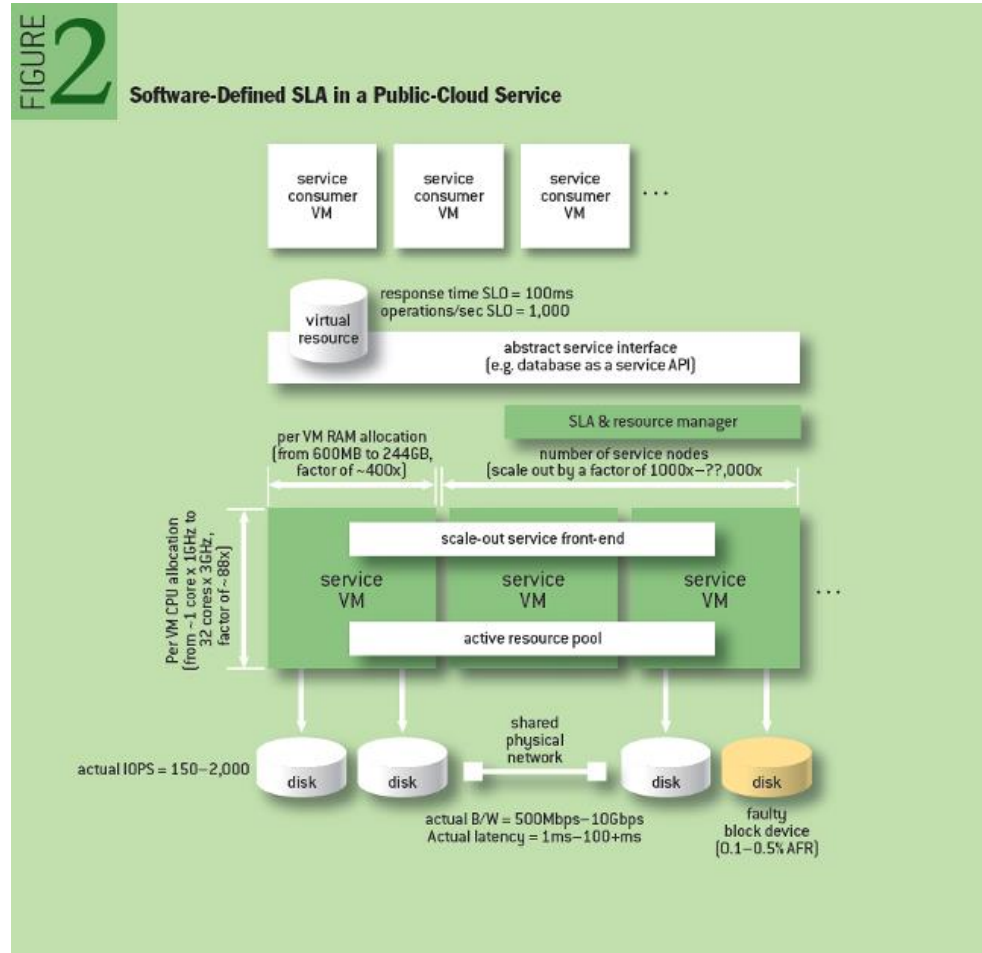 FIGURE
2
Software-Defined SLA in a Public-Cloud Service
service
consumer
VM
service
consumer
VM
service
consumer
VM
...
virtual
resource
response time SLO = 100ms
operations/sec SLO = 1,000
abstract service interface
(e.g. database as a service API)
SLA & resource manager
per VM RAM allocation
(from 600MB to 244GB,
factor of ~400x)
number of service nodes
(scale out by a factor of 1000x–??,000x
Per VM CPU allocation
(from ~1 core x 1GHz to
32 cores x 3GHz,
factor of ~88x)
scale-out service front-end
service
VM
service
VM
service
VM
...
active resource pool
shared
physical
network
actual IOPS = 150–2,000
disk
disk
disk
disk
actual B/W = 500Mbps–10Gbps
Actual latency = 1ms–100+ms
faulty
block device
(0.1–0.5% AFR)